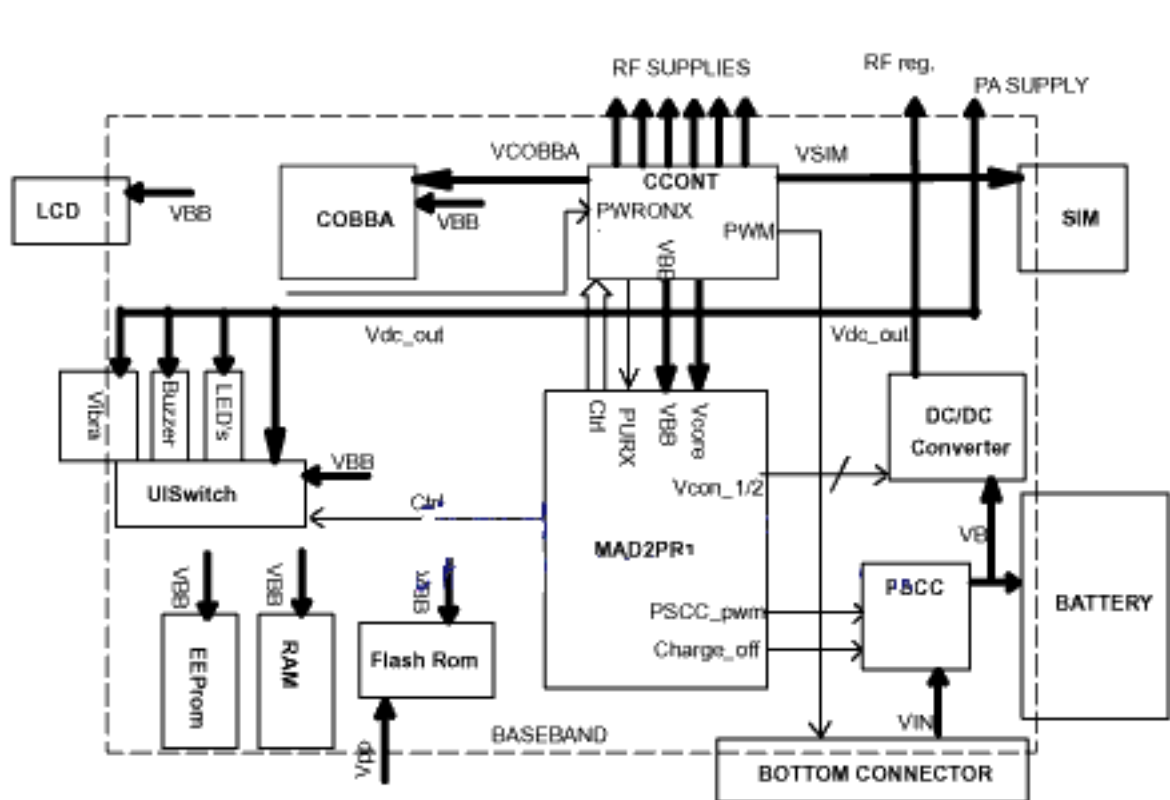 RF SUPPLIES
RF reg.
PA SUPPLY
VCOBBA
VSIM
CCONT
LCD
VBB
COBBA
VBB
PWRONX
PWM
VBB
SIM
Vdc_out
Vdc_out
Vibra
Buzzer
LED's
Ctrl
PURX
VBB
Vcore
DC/DC
Converter
VBB
UISwitch
Vcon_1/2
Ctrl
MAD2PR1
VB
VBB
VBB
VBB
PSCC
BATTERY
PSCC_pwm
EEProm
RAM
Flash Rom
Charge_off
VIN
BASEBAND
Vpp
BOTTOM CONNECTOR